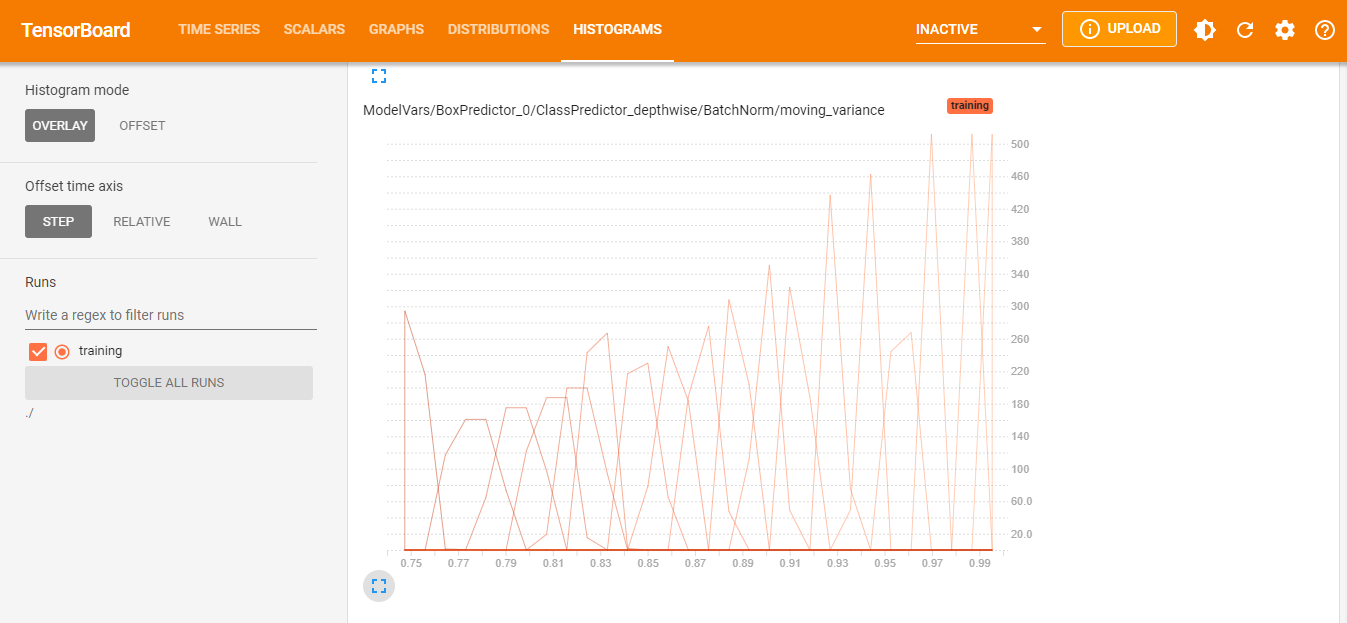 TensorBoard TIME SERIES SCALARS GRAPHS DISTRIBUTIONS HISTOGRAMS INACTIVE UPLOAD
Histogram mode
OVERLAY OFFSET
Offset time axis
STEP RELATIVE WALL
Runs
Write a regex to filter runs
training
TOGGLE ALL RUNS
./
ModelVars/BoxPredictor_0/ClassPredictor_depthwise/BatchNorm/moving_variance training
500
460
420
380
340
300
260
220
180
140
100
60.0
20.0
0.75 0.77 0.79 0.81 0.83 0.85 0.87 0.89 0.91 0.93 0.95 0.97 0.99